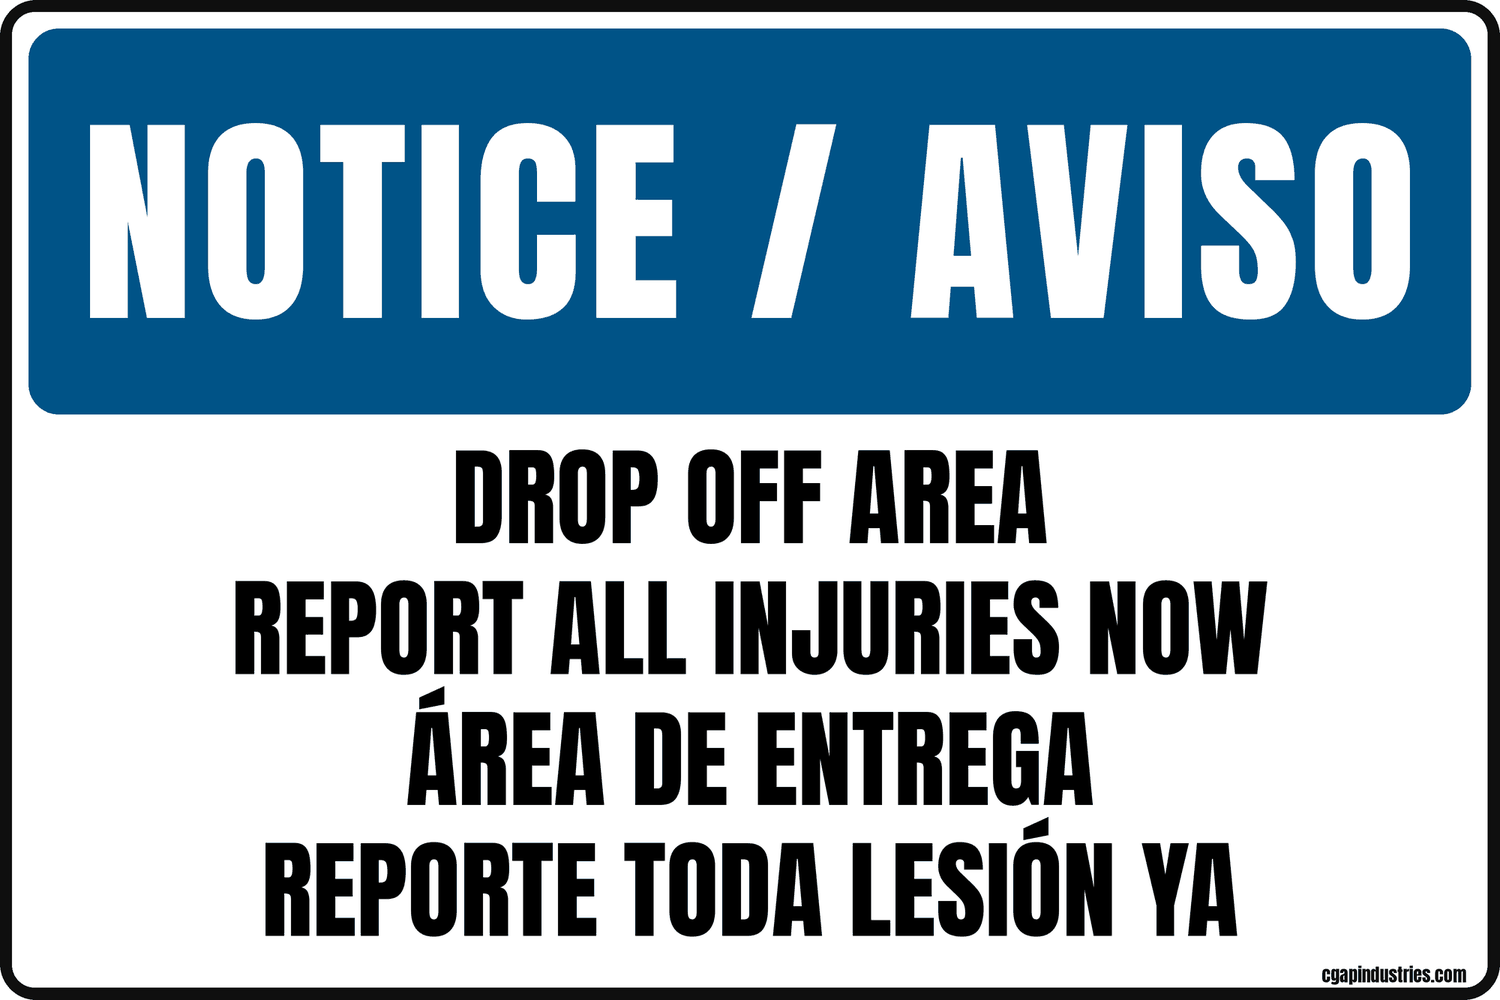 NOTICE / AVISO
DROP OFF AREA
REPORT ALL INJURIES NOW
ÁREA DE ENTREGA
REPORTE TODA LESIÓN YA
cgapindustries.com